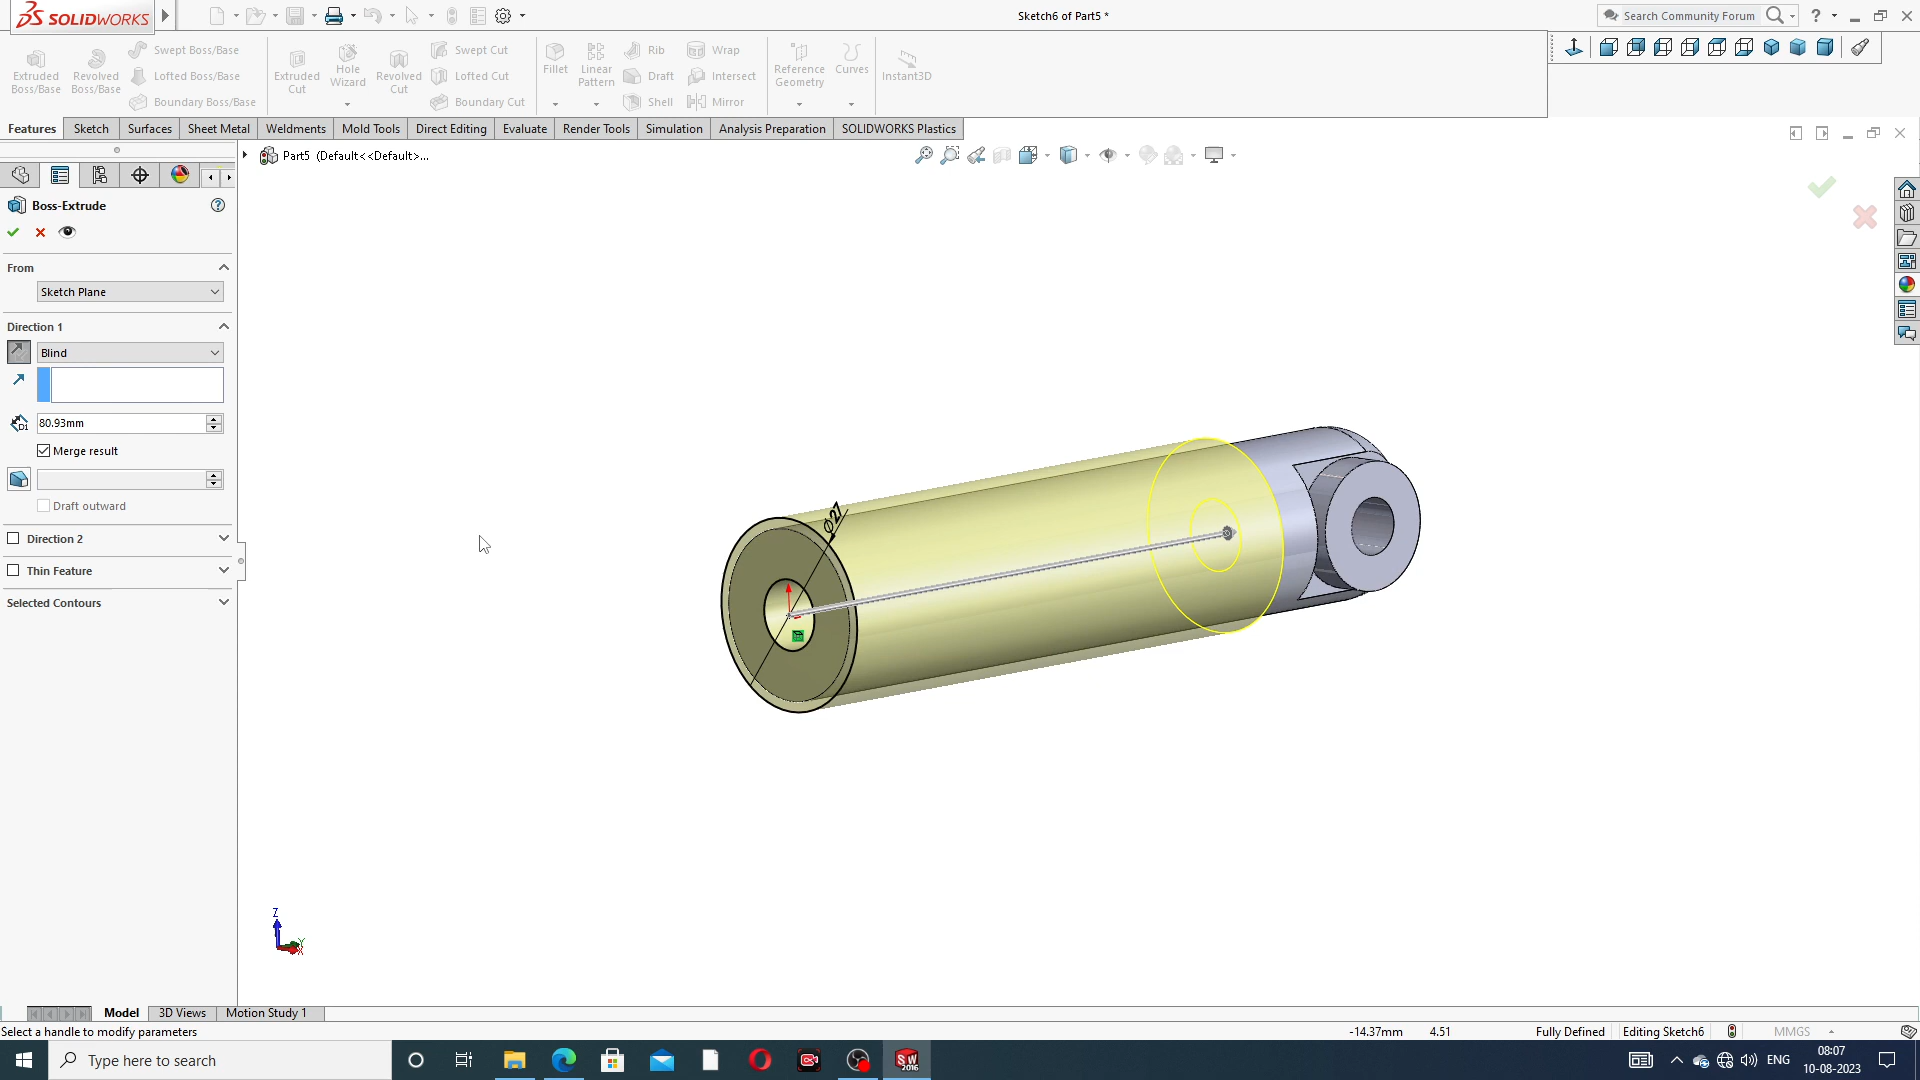 SOLIDWORKS
Sketch6 of Part5 *
Search Community Forum
Extruded Boss/Base
Revolved Boss/Base
Swept Boss/Base
Lofted Boss/Base
Boundary Boss/Base
Extruded Cut
Hole Wizard
Revolved Cut
Swept Cut
Lofted Cut
Boundary Cut
Fillet
Linear Pattern
Rib
Draft
Shell
Wrap
Intersect
Mirror
Reference Geometry
Curves
Instant3D
Features
Sketch
Surfaces
Sheet Metal
Weldments
Mold Tools
Direct Editing
Evaluate
Render Tools
Simulation
Analysis Preparation
SOLIDWORKS Plastics
Part5 (Default<<Default>...
Boss-Extrude
From
Sketch Plane
Direction 1
Blind
D1
80.93mm
Merge result
Draft outward
Direction 2
Thin Feature
Selected Contours
Ø27
Z
Y
X
Model
3D Views
Motion Study 1
Select a handle to modify parameters
-14.37mm
4.51
Fully Defined
Editing Sketch6
MMGS
Type here to search
SW
2016
ENG
08:07
10-08-2023